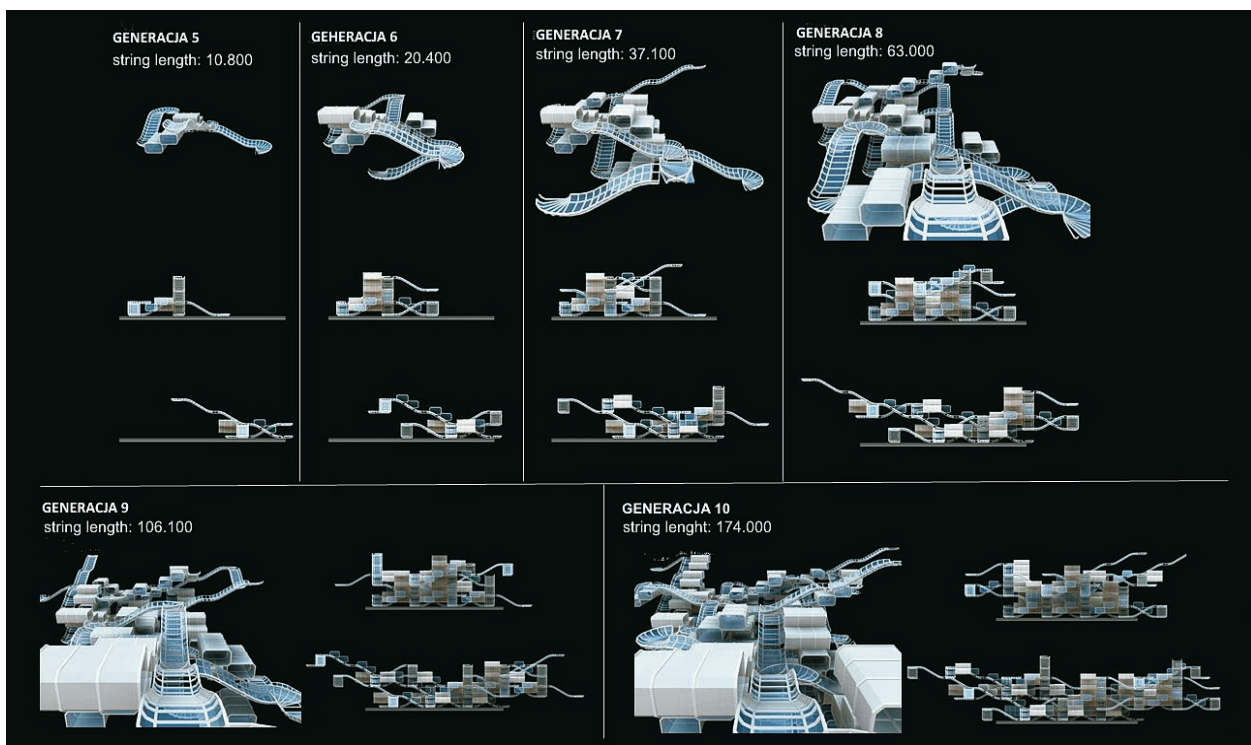 GENERACJA 5
string length: 10.800
GEHERACJA 6
string length: 20.400
GENERACJA 7
string length: 37.100
GENERACJA 8
string length: 63.000
GENERACJA 9
string length: 106.100
GENERACJA 10
string lenght: 174.000